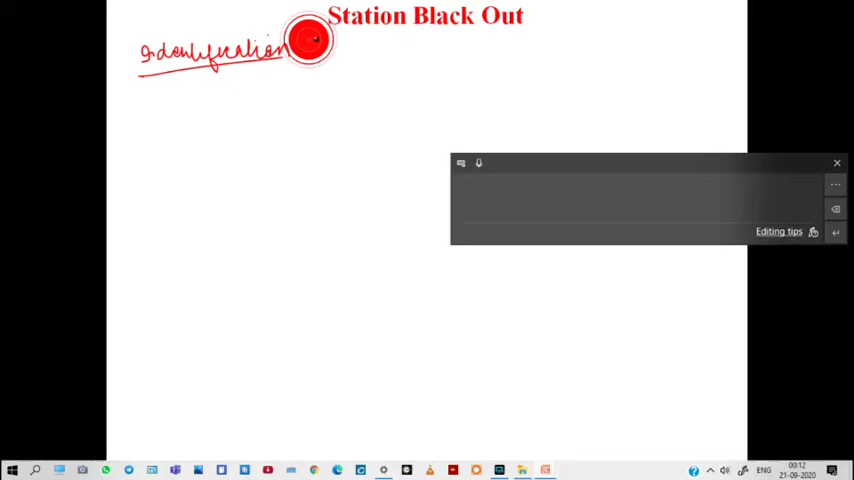 Station Black Out
Identification
Editing tips
ENG
00:12
21-09-2020